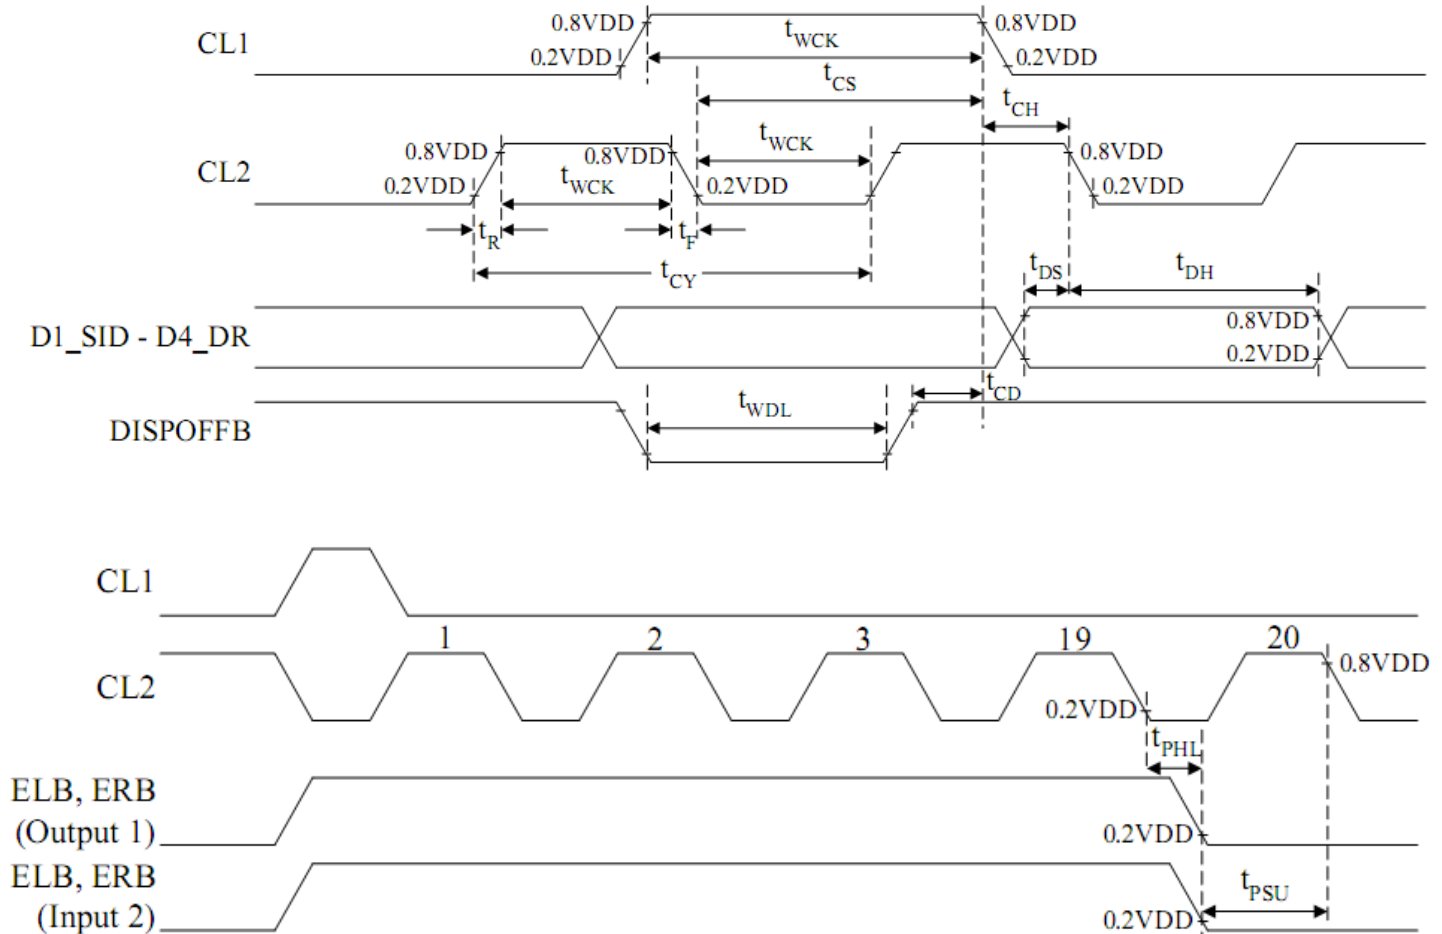 0.8VDD tWCK 0.8VDD
CL1
0.2VDD 0.2VDD
tCS
tCH
tWCK
0.8VDD 0.8VDD 0.8VDD
CL2
0.2VDD tWCK 0.2VDD 0.2VDD
tR tF
tCY
tDS tDH
D1_SID - D4_DR
0.8VDD
0.2VDD
tWDL tCD
DISPOFFB
CL1
1 2 3 19 20
CL2
0.8VDD
0.2VDD
tPHL
ELB, ERB
(Output 1)
0.2VDD
ELB, ERB
(Input 2)
tPSU
0.2VDD